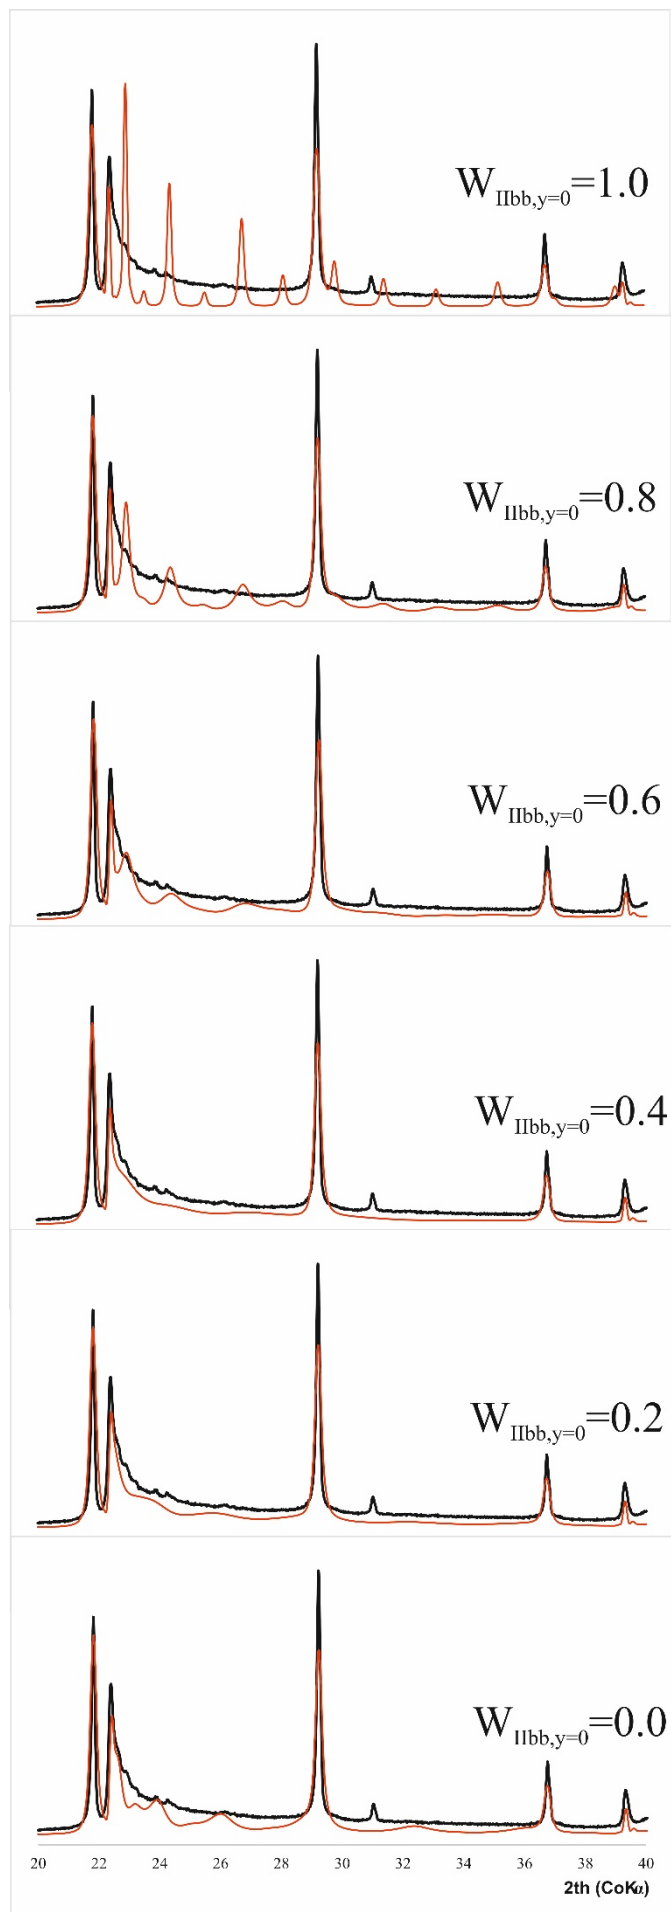 W_IIbb,y=0=1.0
W_IIbb,y=0=0.8
W_IIbb,y=0=0.6
W_IIbb,y=0=0.4
W_IIbb,y=0=0.2
W_IIbb,y=0=0.0
20 22 24 26 28 30 32 34 36 38 40
2th (CoKα)